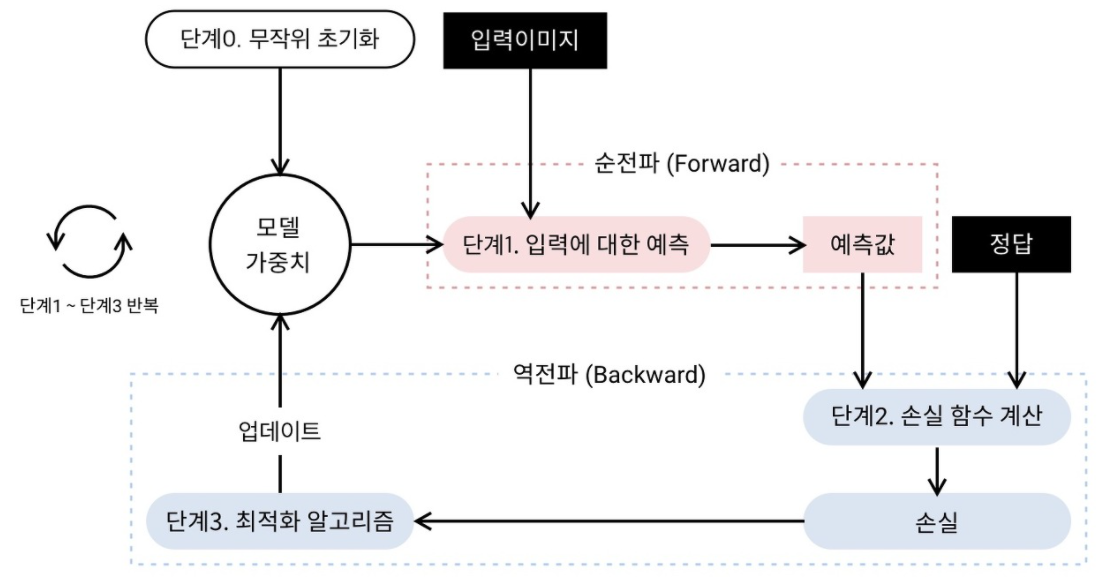 단계0. 무작위 초기화
입력이미지
순전파 (Forward)
모델
가중치
단계1. 입력에 대한 예측
예측값
정답
단계1 ~ 단계3 반복
역전파 (Backward)
단계2. 손실 함수 계산
업데이트
단계3. 최적화 알고리즘
손실